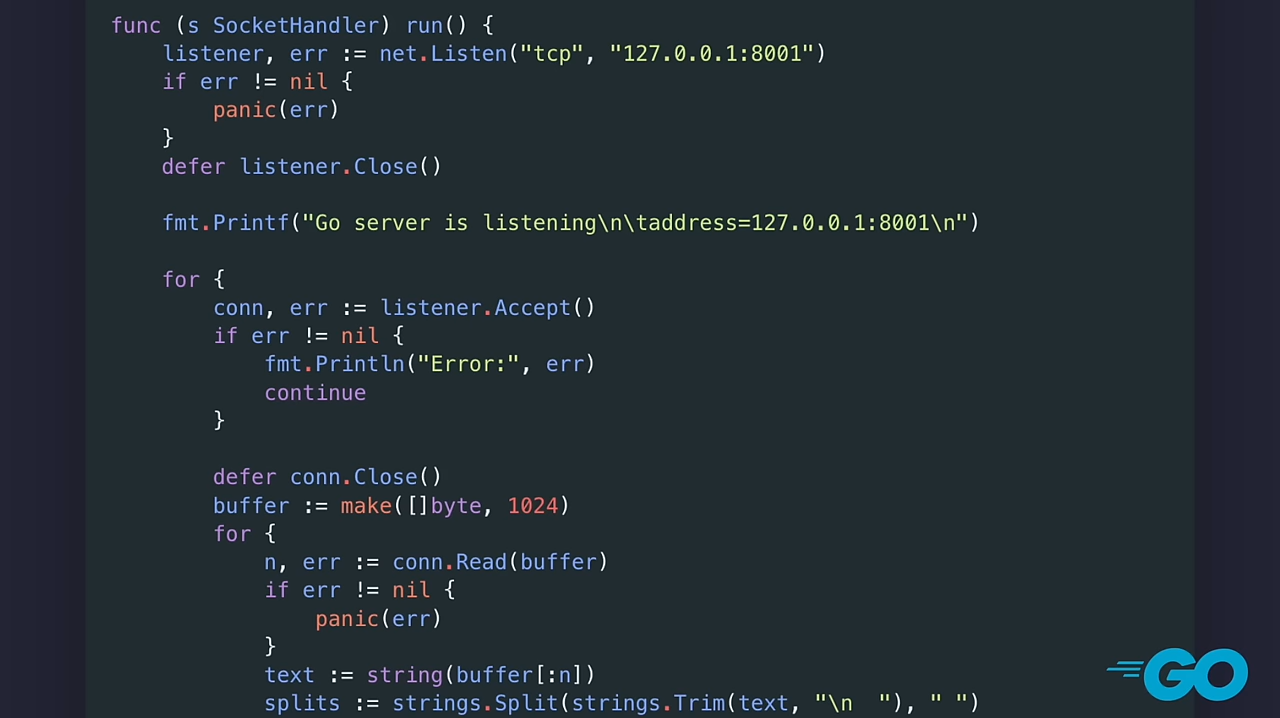 func (s SocketHandler) run() {
    listener, err := net.Listen("tcp", "127.0.0.1:8001")
    if err != nil {
        panic(err)
    }
    defer listener.Close()

    fmt.Printf("Go server is listening\n\taddress=127.0.0.1:8001\n")

    for {
        conn, err := listener.Accept()
        if err != nil {
            fmt.Println("Error:", err)
            continue
        }

        defer conn.Close()
        buffer := make([]byte, 1024)
        for {
            n, err := conn.Read(buffer)
            if err != nil {
                panic(err)
            }
            text := string(buffer[:n])
            splits := strings.Split(strings.Trim(text, "\n  "), " ")
GO